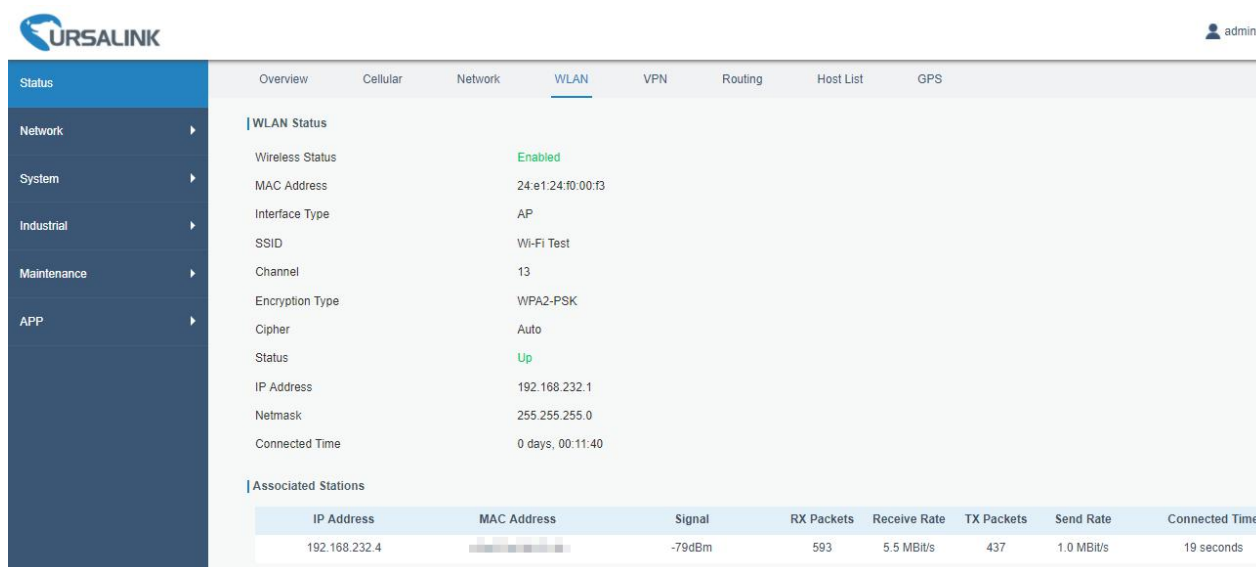 URSALINK
admin
Status
Overview Cellular Network WLAN VPN Routing Host List GPS
Network
System
Industrial
Maintenance
APP
WLAN Status
Wireless Status Enabled
MAC Address 24:e1:24:f0:00:f3
Interface Type AP
SSID Wi-Fi Test
Channel 13
Encryption Type WPA2-PSK
Cipher Auto
Status Up
IP Address 192.168.232.1
Netmask 255.255.255.0
Connected Time 0 days, 00:11:40
Associated Stations
IP Address MAC Address Signal RX Packets Receive Rate TX Packets Send Rate Connected Time
192.168.232.4 -79dBm 593 5.5 MBit/s 437 1.0 MBit/s 19 seconds